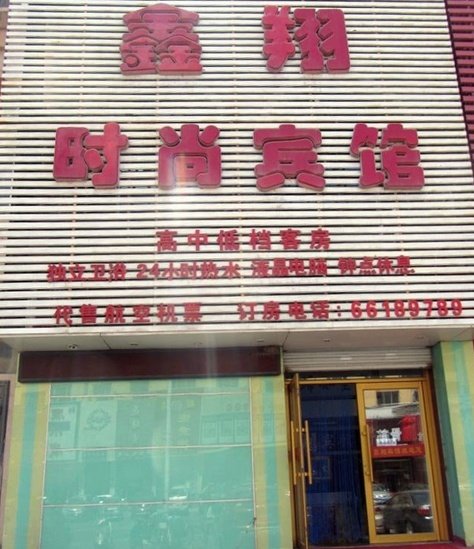 鑫翔
时尚宾馆
高中低档客房
独立卫浴 24小时热水 液晶电脑 钟点休息
代售航空机票 订房电话:66189789